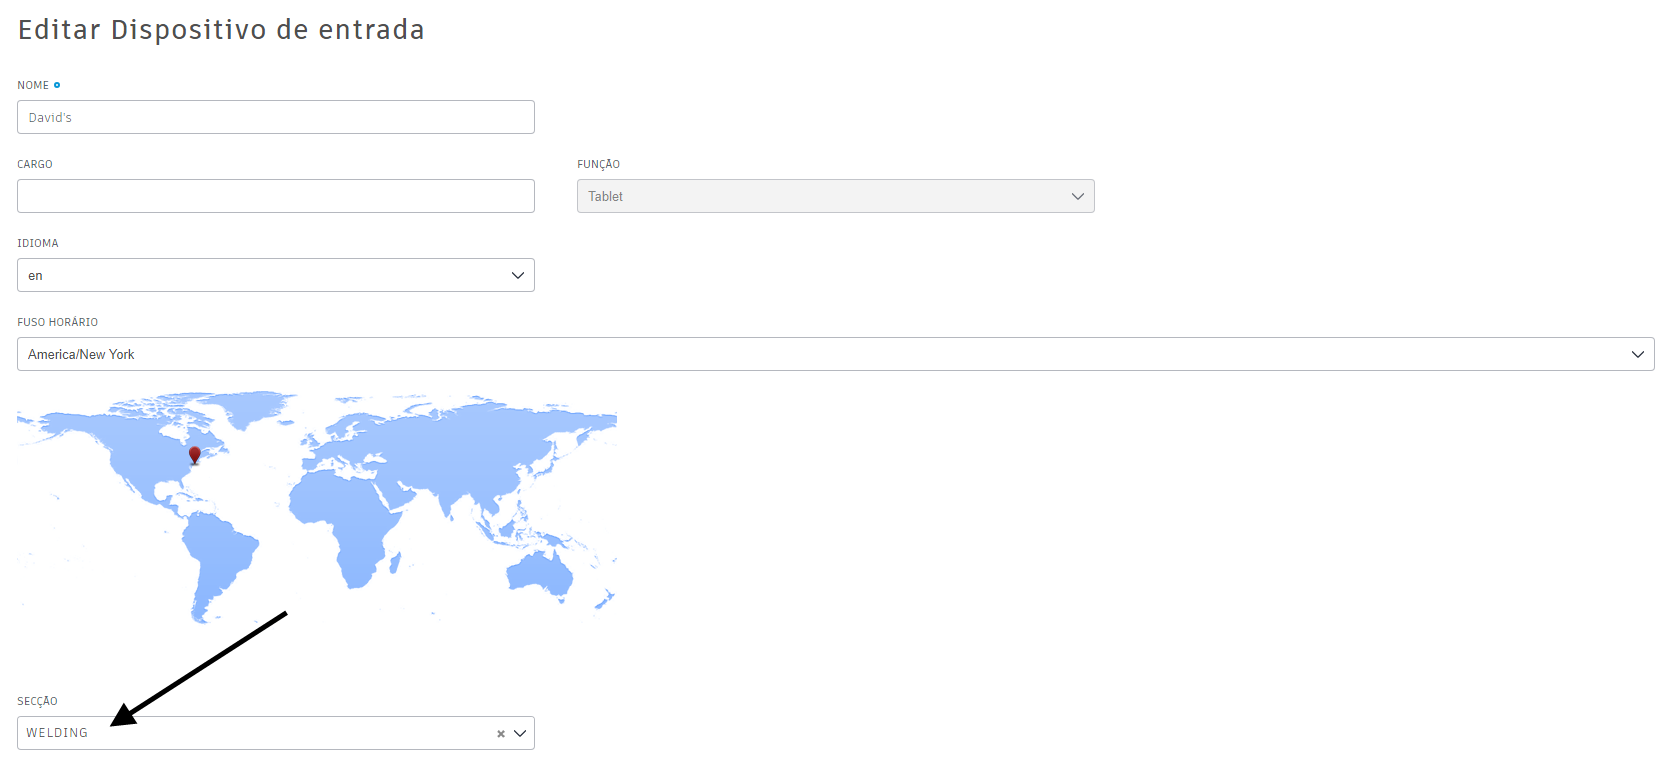 Editar Dispositivo de entrada
NOME
David's
CARGO
FUNÇÃO
Tablet
IDIOMA
en
FUSO HORÁRIO
America/New York
SECÇÃO
WELDING